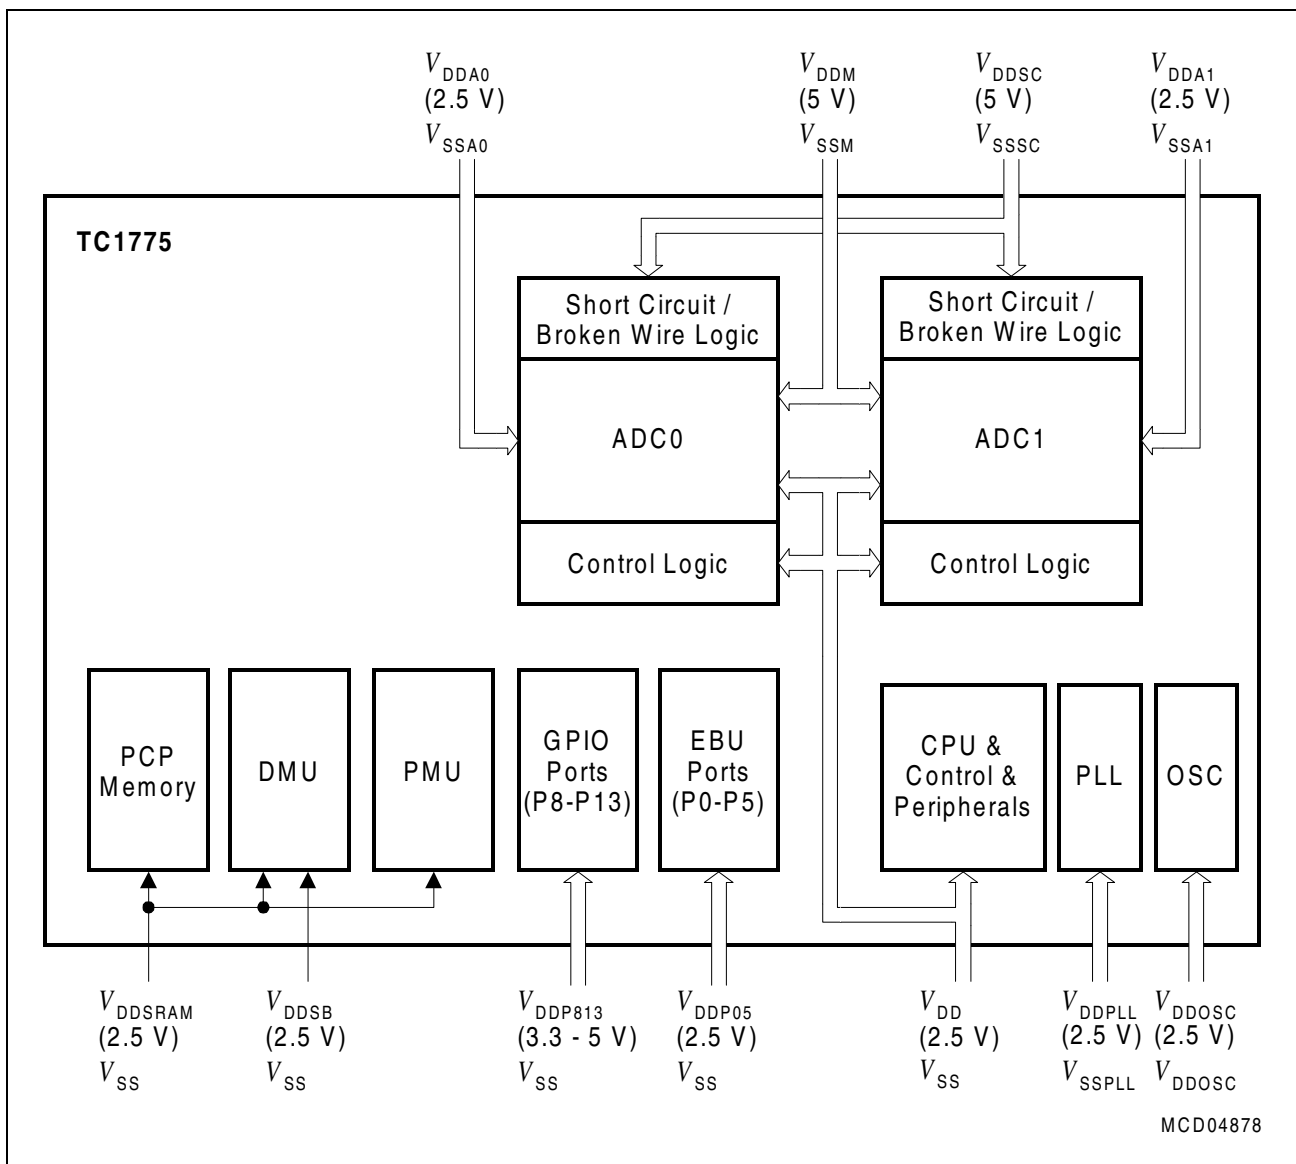 VDDA0
(2.5 V)
VSSA0
VDDM
(5 V)
VSSM
VDDSC
(5 V)
VSSSC
VDDA1
(2.5 V)
VSSA1
TC1775
Short Circuit /
Broken Wire Logic
ADC0
Control Logic
Short Circuit /
Broken Wire Logic
ADC1
Control Logic
PCP
Memory
DMU
PMU
GPIO
Ports
(P8-P13)
EBU
Ports
(P0-P5)
CPU &
Control &
Peripherals
PLL
OSC
VDDSRAM
(2.5 V)
VSS
VDDSB
(2.5 V)
VSS
VDDP813
(3.3 - 5 V)
VSS
VDDP05
(2.5 V)
VSS
VDD
(2.5 V)
VSS
VDDPLL
(2.5 V)
VSSPLL
VDDOSC
(2.5 V)
VDDOSC
MCD04878